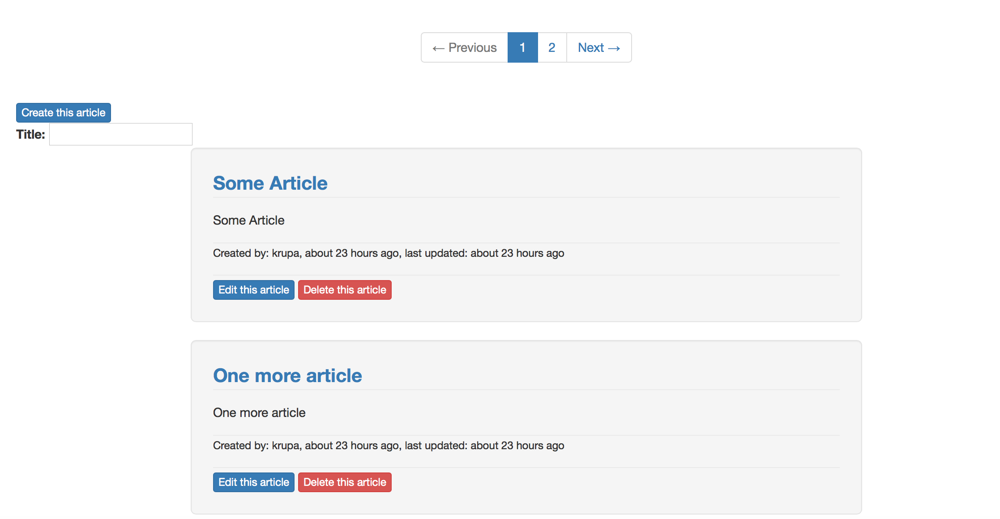 ← Previous 1 2 Next →
Create this article
Title:
Some Article
Some Article
Created by: krupa, about 23 hours ago, last updated: about 23 hours ago
Edit this article Delete this article
One more article
One more article
Created by: krupa, about 23 hours ago, last updated: about 23 hours ago
Edit this article Delete this article